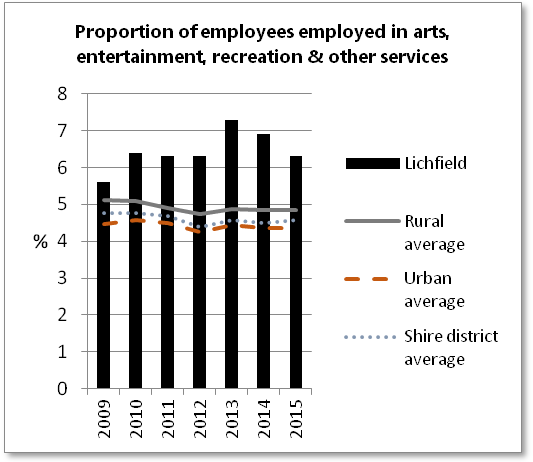 Proportion of employees employed in arts,
entertainment, recreation & other services
8
7
6
5
4
3
2
1
0
%
2009
2010
2011
2012
2013
2014
2015
Lichfield
Rural
average
Urban
average
Shire district
average